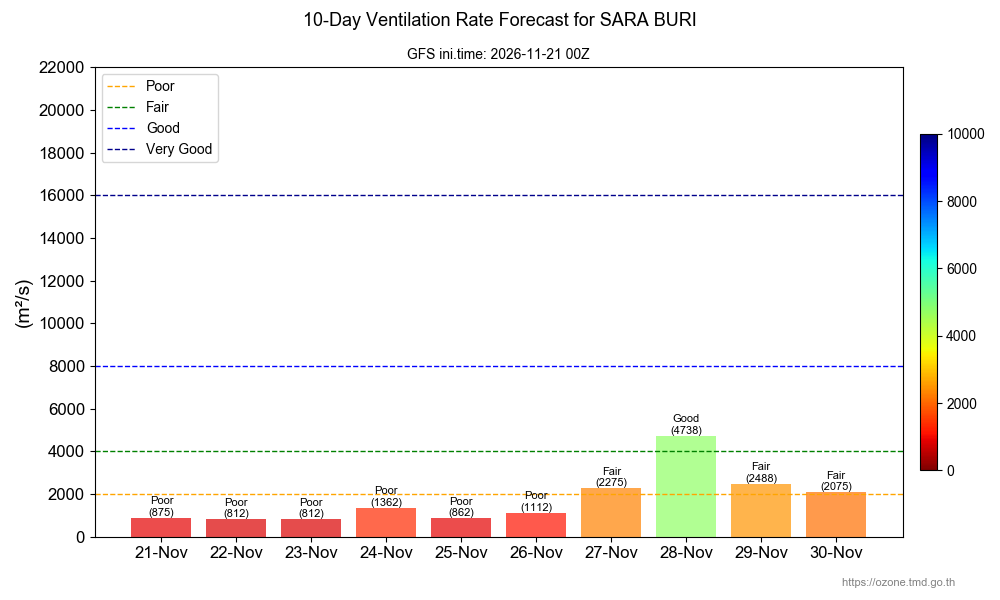 10-Day Ventilation Rate Forecast for SARA BURI
GFS ini.time: 2026-11-21 00Z
(m²/s)
22000
20000
18000
16000
14000
12000
10000
8000
6000
4000
2000
0
Poor
Fair
Good
Very Good
Poor
(875)
Poor
(812)
Poor
(812)
Poor
(1362)
Poor
(862)
Poor
(1112)
Fair
(2275)
Good
(4738)
Fair
(2488)
Fair
(2075)
21-Nov 22-Nov 23-Nov 24-Nov 25-Nov 26-Nov 27-Nov 28-Nov 29-Nov 30-Nov
10000
8000
6000
4000
2000
0
https://ozone.tmd.go.th